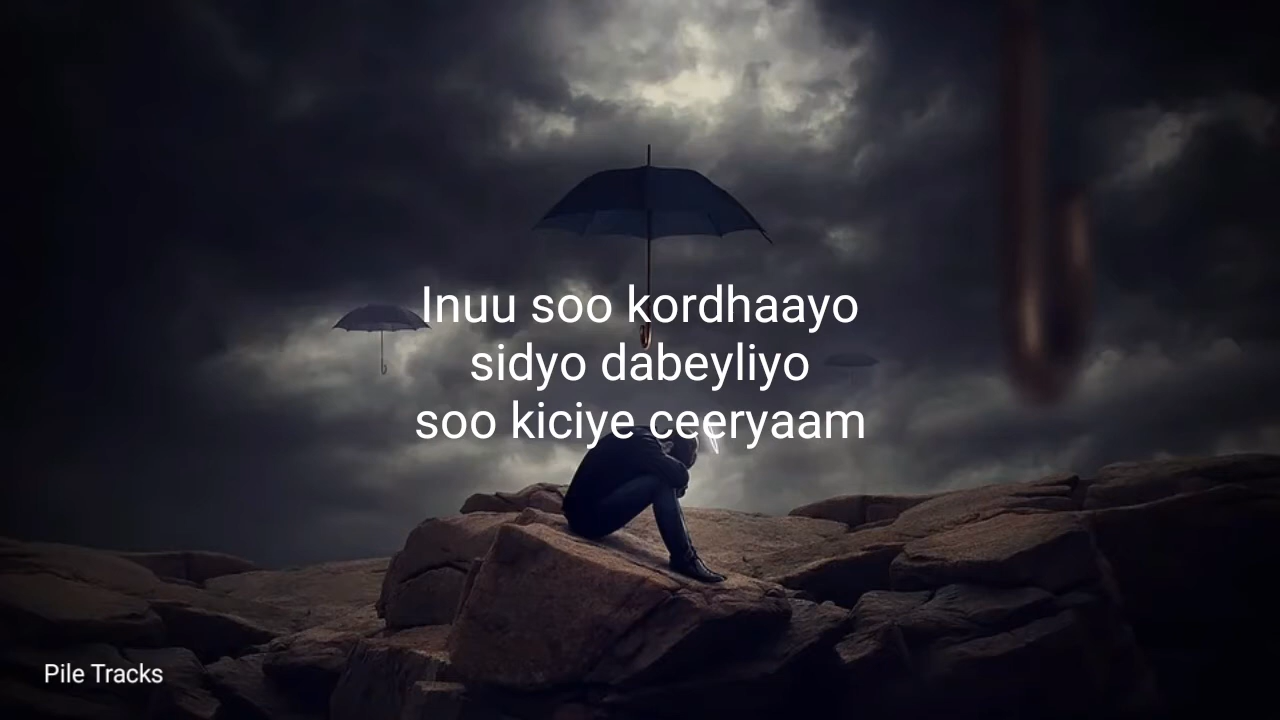 Inuu soo kordhaayo
sidyo dabeyliyo
soo kiciye ceeryaam
Pile Tracks